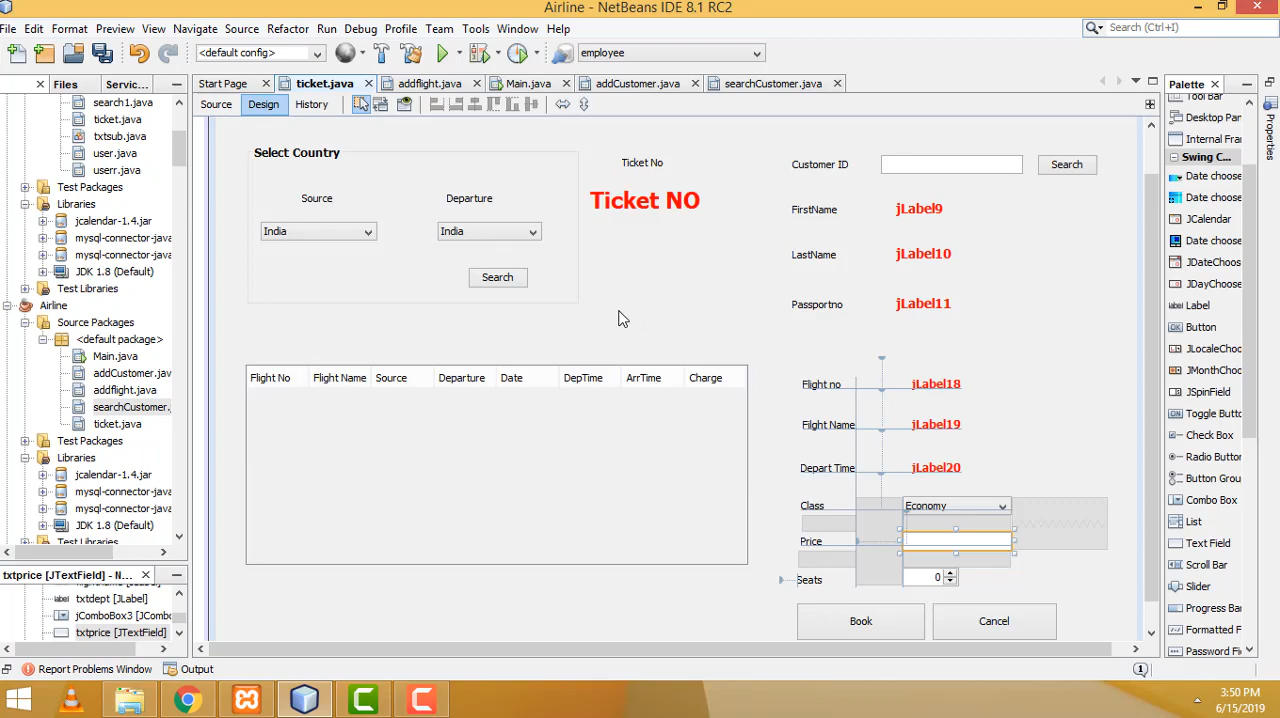 Airline - NetBeans IDE 8.1 RC2
File Edit Format Preview View Navigate Source Refactor Run Debug Profile Team Tools Window Help
Search (Ctrl+I)
<default config> employee
Files Servic... Start Page ticket.java addflight.java Main.java addCustomer.java searchCustomer.java Palette
Source Design History
Properties
search1.java
ticket.java
txtsub.java
user.java
userr.java
Test Packages
Libraries
jcalendar-1.4.jar
mysql-connector-java
mysql-connector-java
JDK 1.8 (Default)
Test Libraries
Airline
Source Packages
<default package>
Main.java
addCustomer.java
addflight.java
searchCustomer.
ticket.java
Test Packages
Libraries
jcalendar-1.4.jar
mysql-connector-java
mysql-connector-java
JDK 1.8 (Default)
Test Libraries
txtprice [JTextField] - N...
txtdept [JLabel]
jComboBox3 [JCombo
txtprice [JTextField]
Select Country
Source Departure
India India
Search
Ticket No
Ticket NO
Customer ID Search
FirstName jLabel9
LastName jLabel10
Passportno jLabel11
Flight No Flight Name Source Departure Date DepTime ArrTime Charge
Flight no jLabel18
Filght Name jLabel19
Depart Time jLabel20
Class Economy
Price
Seats 0
Book Cancel
Tool Bar
Desktop Pan
Internal Fram
Swing C...
Date choose
Date choose
JCalendar
Date choose
JDateChoos
JDayChoose
Label
Button
JLocaleChoo
JMonthChoo
JSpinField
Toggle Butt
Check Box
Radio Button
Button Grou
Combo Box
List
Text Field
Scroll Bar
Slider
Progress Bar
Formatted F
Password Fi
Report Problems Window Output
1
3:50 PM
6/15/2019